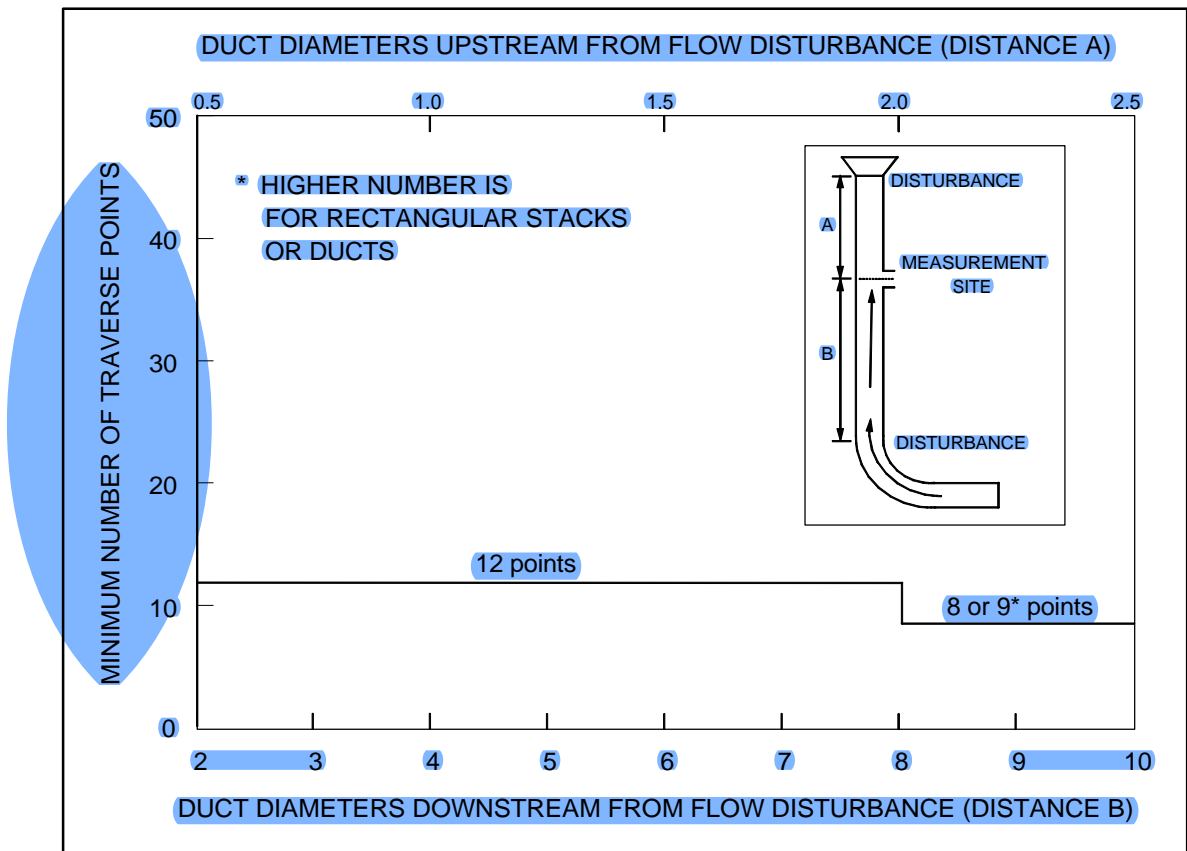 DUCT DIAMETERS UPSTREAM FROM FLOW DISTURBANCE (DISTANCE A)
0.5 1.0 1.5 2.0 2.5
50
40
30
20
10
0
MINIMUM NUMBER OF TRAVERSE POINTS
* HIGHER NUMBER IS
FOR RECTANGULAR STACKS
OR DUCTS
DISTURBANCE
A
MEASUREMENT
SITE
B
DISTURBANCE
12 points
8 or 9* points
2 3 4 5 6 7 8 9 10
DUCT DIAMETERS DOWNSTREAM FROM FLOW DISTURBANCE (DISTANCE B)